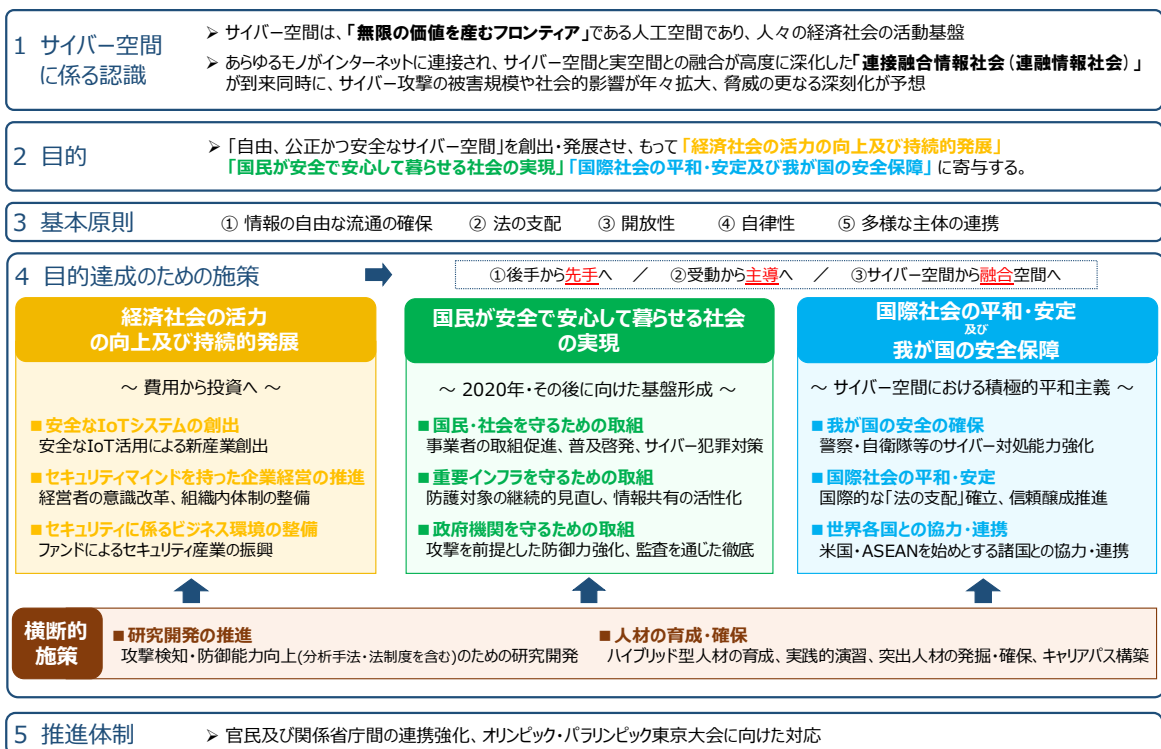 1 サイバー空間に係る認識
➢ サイバー空間は、「無限の価値を産むフロンティア」である人工空間であり、人々の経済社会の活動基盤
➢ あらゆるモノがインターネットに連接され、サイバー空間と実空間との融合が高度に深化した「連接融合情報社会（連融情報社会）」
が到来同時に、サイバー攻撃の被害規模や社会的影響が年々拡大、脅威の更なる深刻化が予想
2 目的
➢ 「自由、公正かつ安全なサイバー空間」を創出・発展させ、もって「経済社会の活力の向上及び持続的発展」
「国民が安全で安心して暮らせる社会の実現」「国際社会の平和・安定及び我が国の安全保障」に寄与する。
3 基本原則
① 情報の自由な流通の確保 ② 法の支配 ③ 開放性 ④ 自律性 ⑤ 多様な主体の連携
4 目的達成のための施策
①後手から先手へ ／ ②受動から主導へ ／ ③サイバー空間から融合空間へ
経済社会の活力
の向上及び持続的発展
～ 費用から投資へ ～
■安全なIoTシステムの創出
安全なIoT活用による新産業創出
■セキュリティマインドを持った企業経営の推進
経営者の意識改革、組織内体制の整備
■セキュリティに係るビジネス環境の整備
ファンドによるセキュリティ産業の振興
国民が安全で安心して暮らせる社会
の実現
～ 2020年・その後に向けた基盤形成 ～
■国民・社会を守るための取組
事業者の取組促進、普及啓発、サイバー犯罪対策
■重要インフラを守るための取組
防護対象の継続的見直し、情報共有の活性化
■政府機関を守るための取組
攻撃を前提とした防御力強化、監査を通じた徹底
国際社会の平和・安定
及び
我が国の安全保障
～ サイバー空間における積極的平和主義 ～
■我が国の安全の確保
警察・自衛隊等のサイバー対処能力強化
■国際社会の平和・安定
国際的な「法の支配」確立、信頼醸成推進
■世界各国との協力・連携
米国・ASEANを始めとする諸国との協力・連携
横断的
施策
■研究開発の推進
攻撃検知・防御能力向上(分析手法・法制度を含む)のための研究開発
■人材の育成・確保
ハイブリッド型人材の育成、実践的演習、突出人材の発掘・確保、キャリアパス構築
5 推進体制
➢ 官民及び関係省庁間の連携強化、オリンピック・パラリンピック東京大会に向けた対応